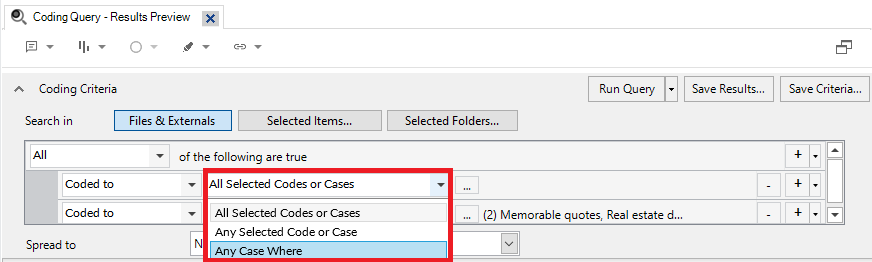 Coding Query - Results Preview
Coding Criteria
Run Query
Save Results...
Save Criteria...
Search in
Files & Externals
Selected Items...
Selected Folders...
All
of the following are true
+
Coded to
All Selected Codes or Cases
...
-
+
Coded to
All Selected Codes or Cases
...
(2) Memorable quotes, Real estate d...
-
+
Any Selected Code or Case
Spread to
N
Any Case Where